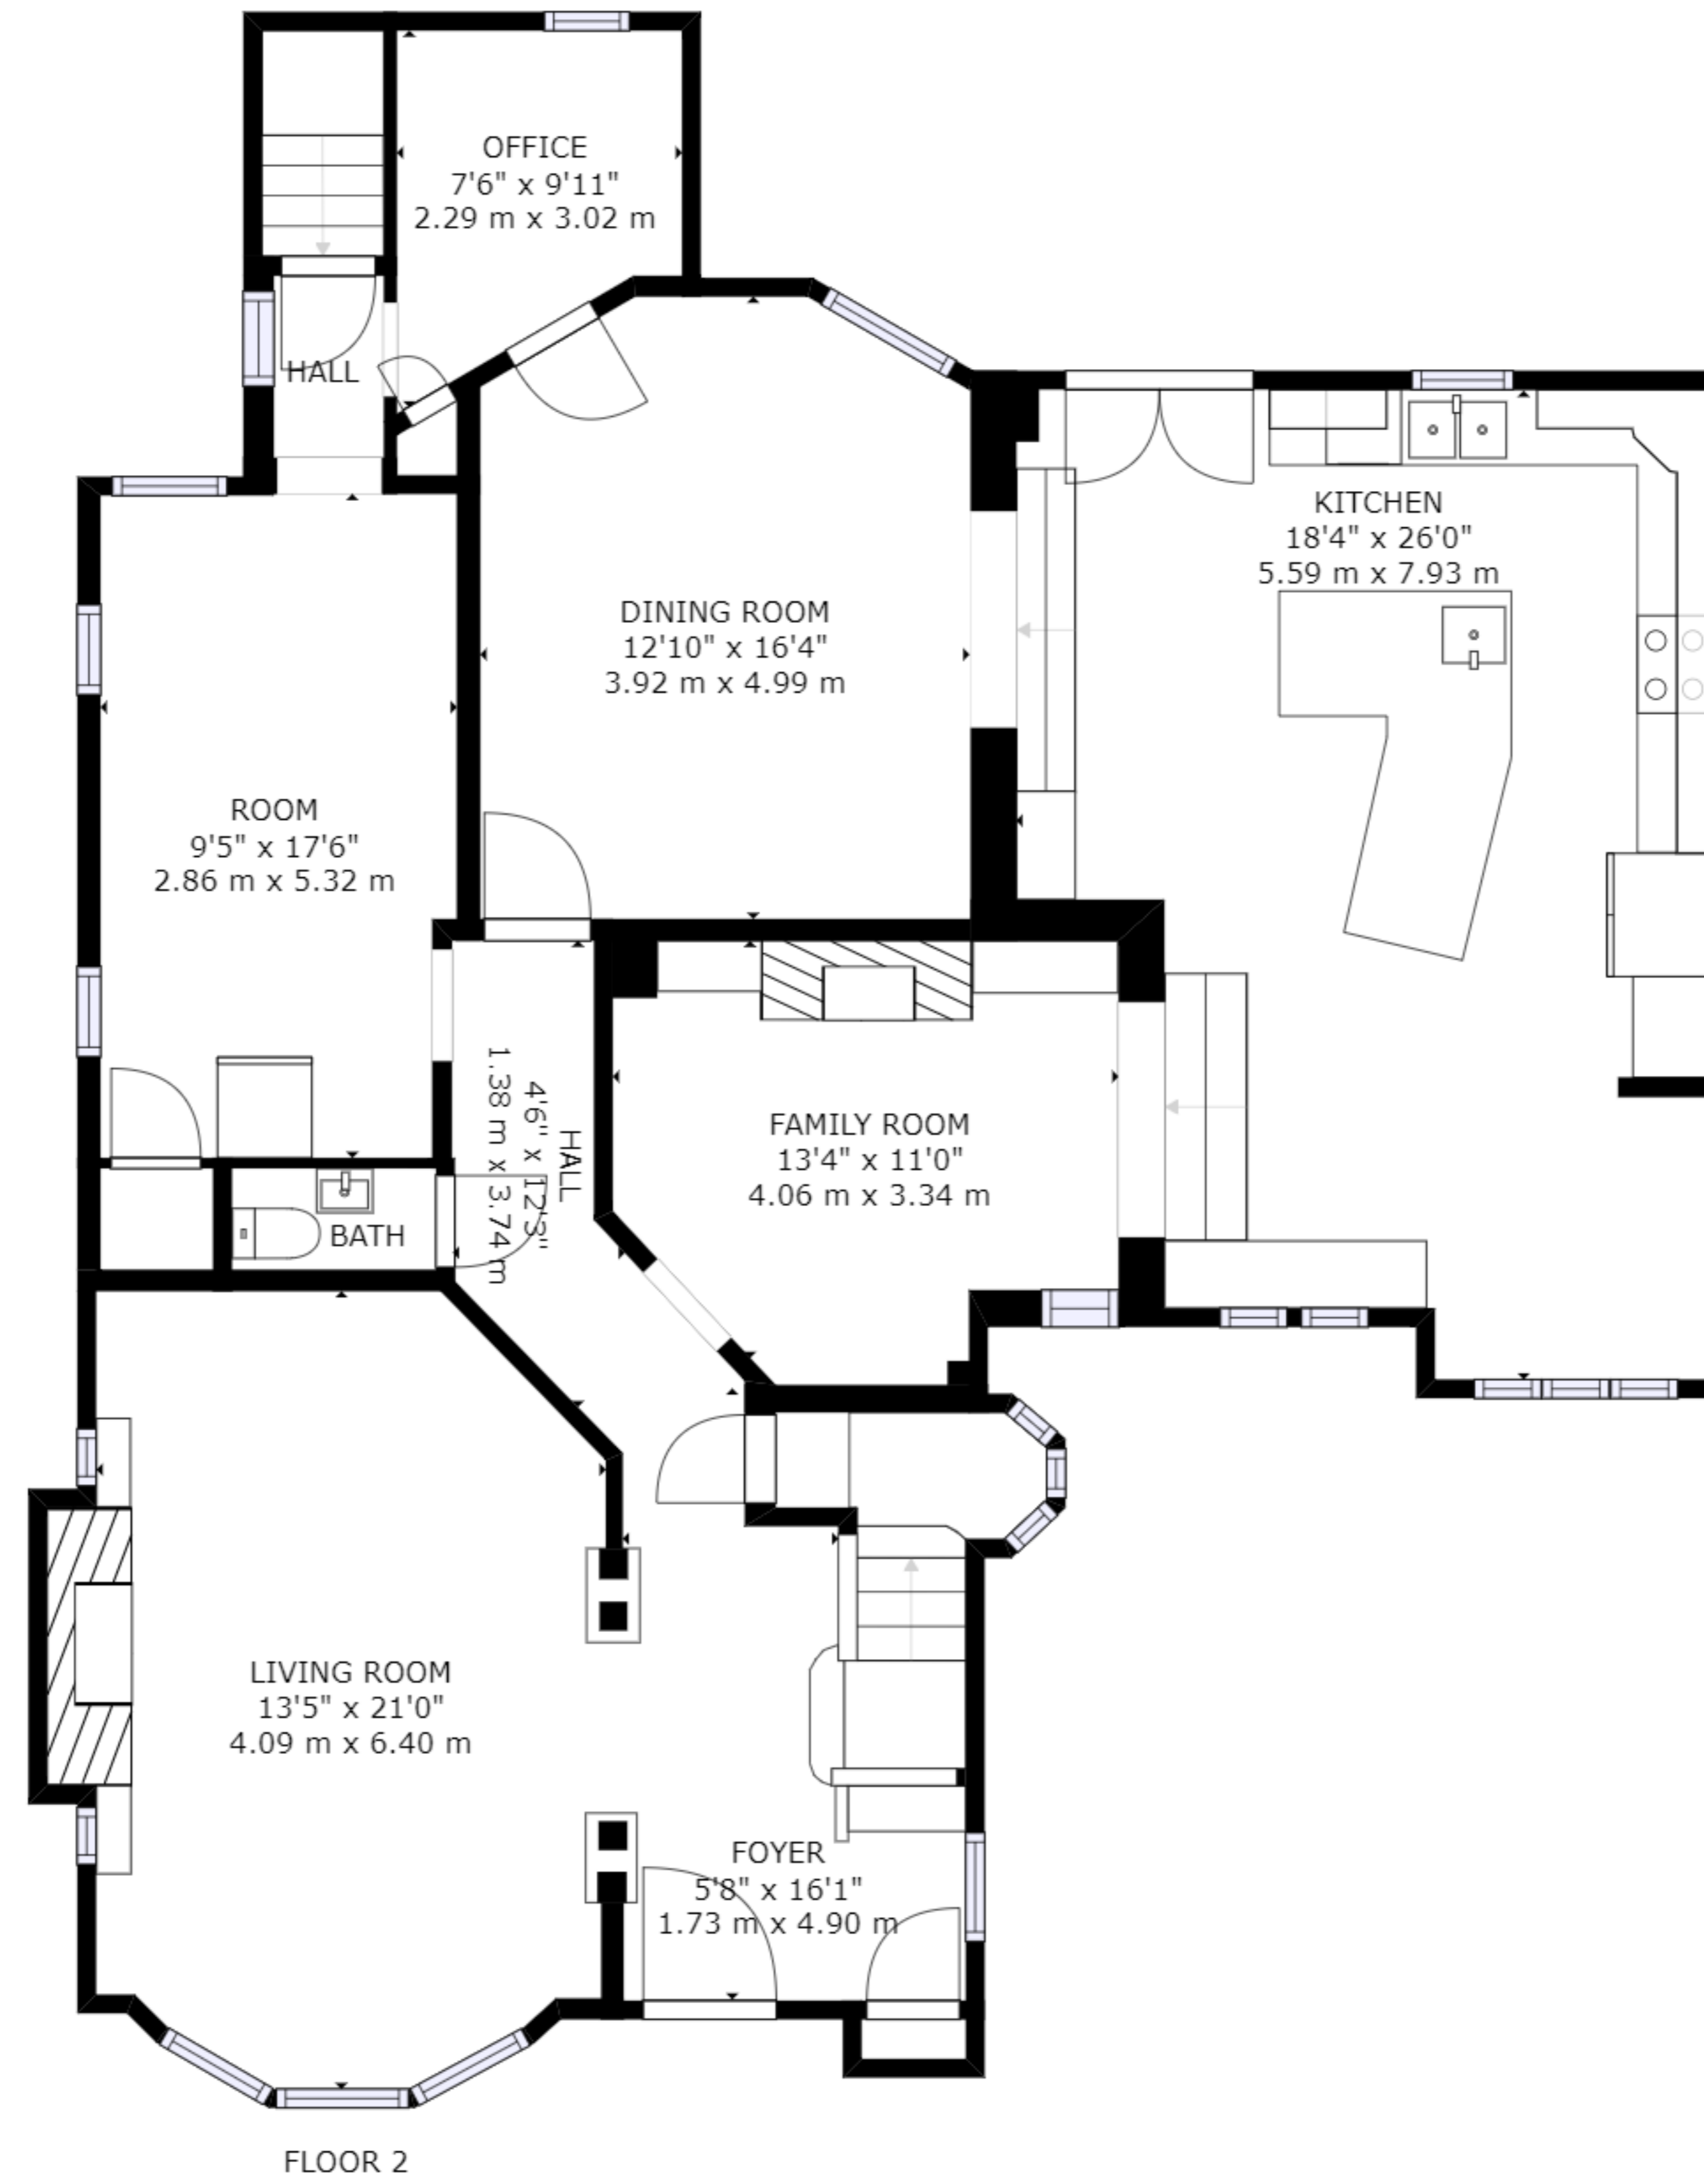 OFFICE
7'6" x 9'11"
2.29 m x 3.02 m
HALL
KITCHEN
18'4" x 26'0"
5.59 m x 7.93 m
DINING ROOM
12'10" x 16'4"
3.92 m x 4.99 m
ROOM
9'5" x 17'6"
2.86 m x 5.32 m
HALL
4'6" x 12'3"
1.38 m x 3.74 m
FAMILY ROOM
13'4" x 11'0"
4.06 m x 3.34 m
BATH
LIVING ROOM
13'5" x 21'0"
4.09 m x 6.40 m
FOYER
5'8" x 16'1"
1.73 m x 4.90 m
FLOOR 2